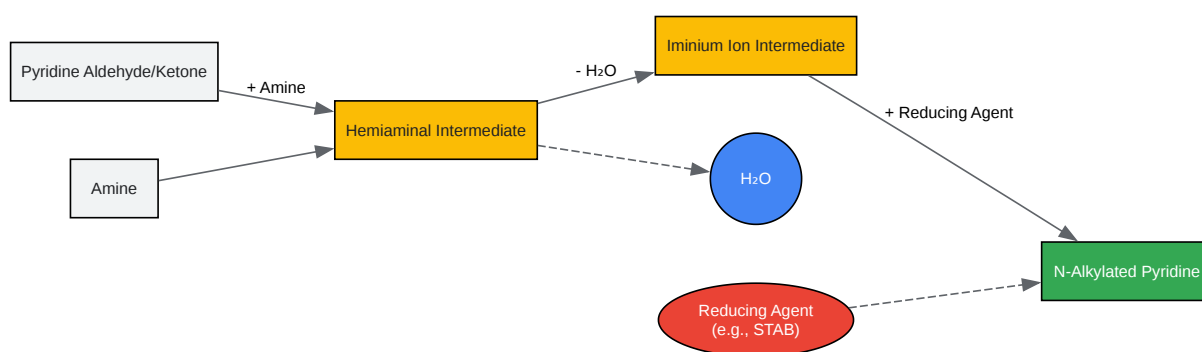 Pyridine Aldehyde/Ketone
+ Amine
Amine
Hemiaminal Intermediate
- H₂O
Iminium Ion Intermediate
H₂O
+ Reducing Agent
Reducing Agent
(e.g., STAB)
N-Alkylated Pyridine